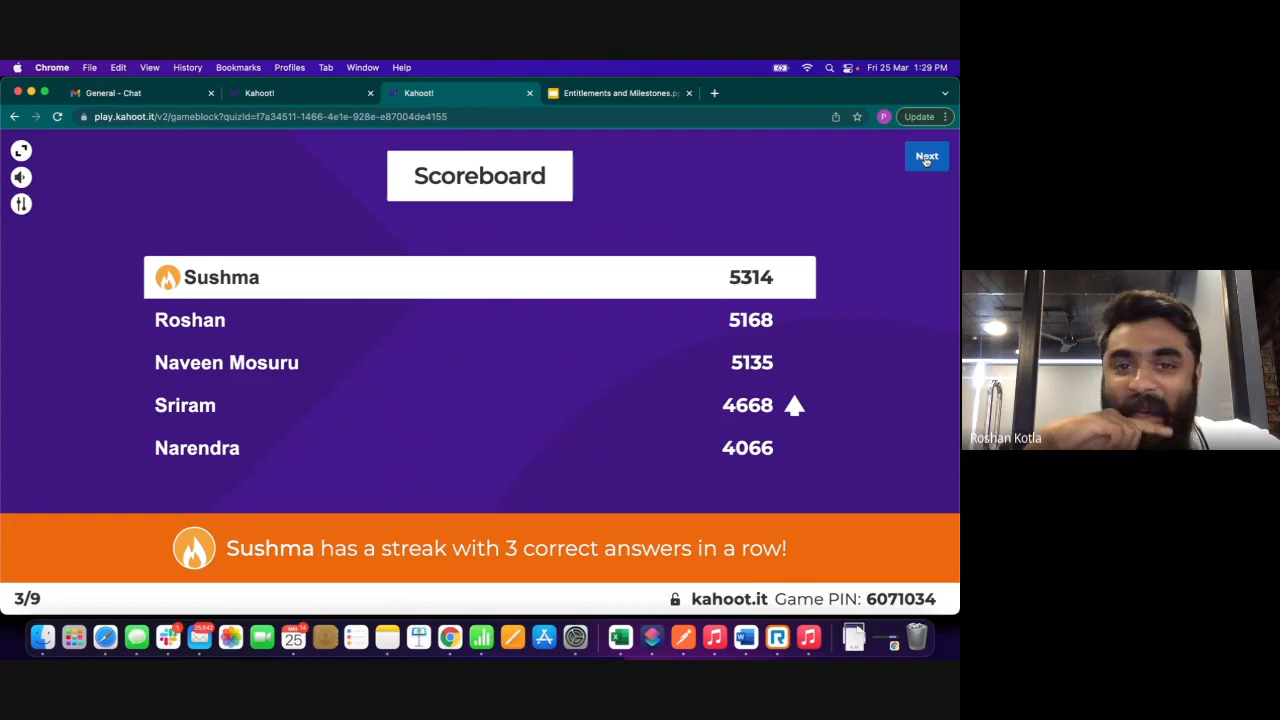 Chrome File Edit View History Bookmarks Profiles Tab Window Help Fri 25 Mar 1:29 PM
General - Chat Kahoot! Kahoot! Entitlements and Milestones.p
play.kahoot.it/v2/gameblock?quizId=f7a34511-1466-4e1e-928e-e87004de4155 P Update
Next
Scoreboard
Sushma 5314
Roshan 5168
Naveen Mosuru 5135
Sriram 4668
Narendra 4066
Roshan Kotla
Sushma has a streak with 3 correct answers in a row!
3/9 kahoot.it Game PIN: 6071034
25